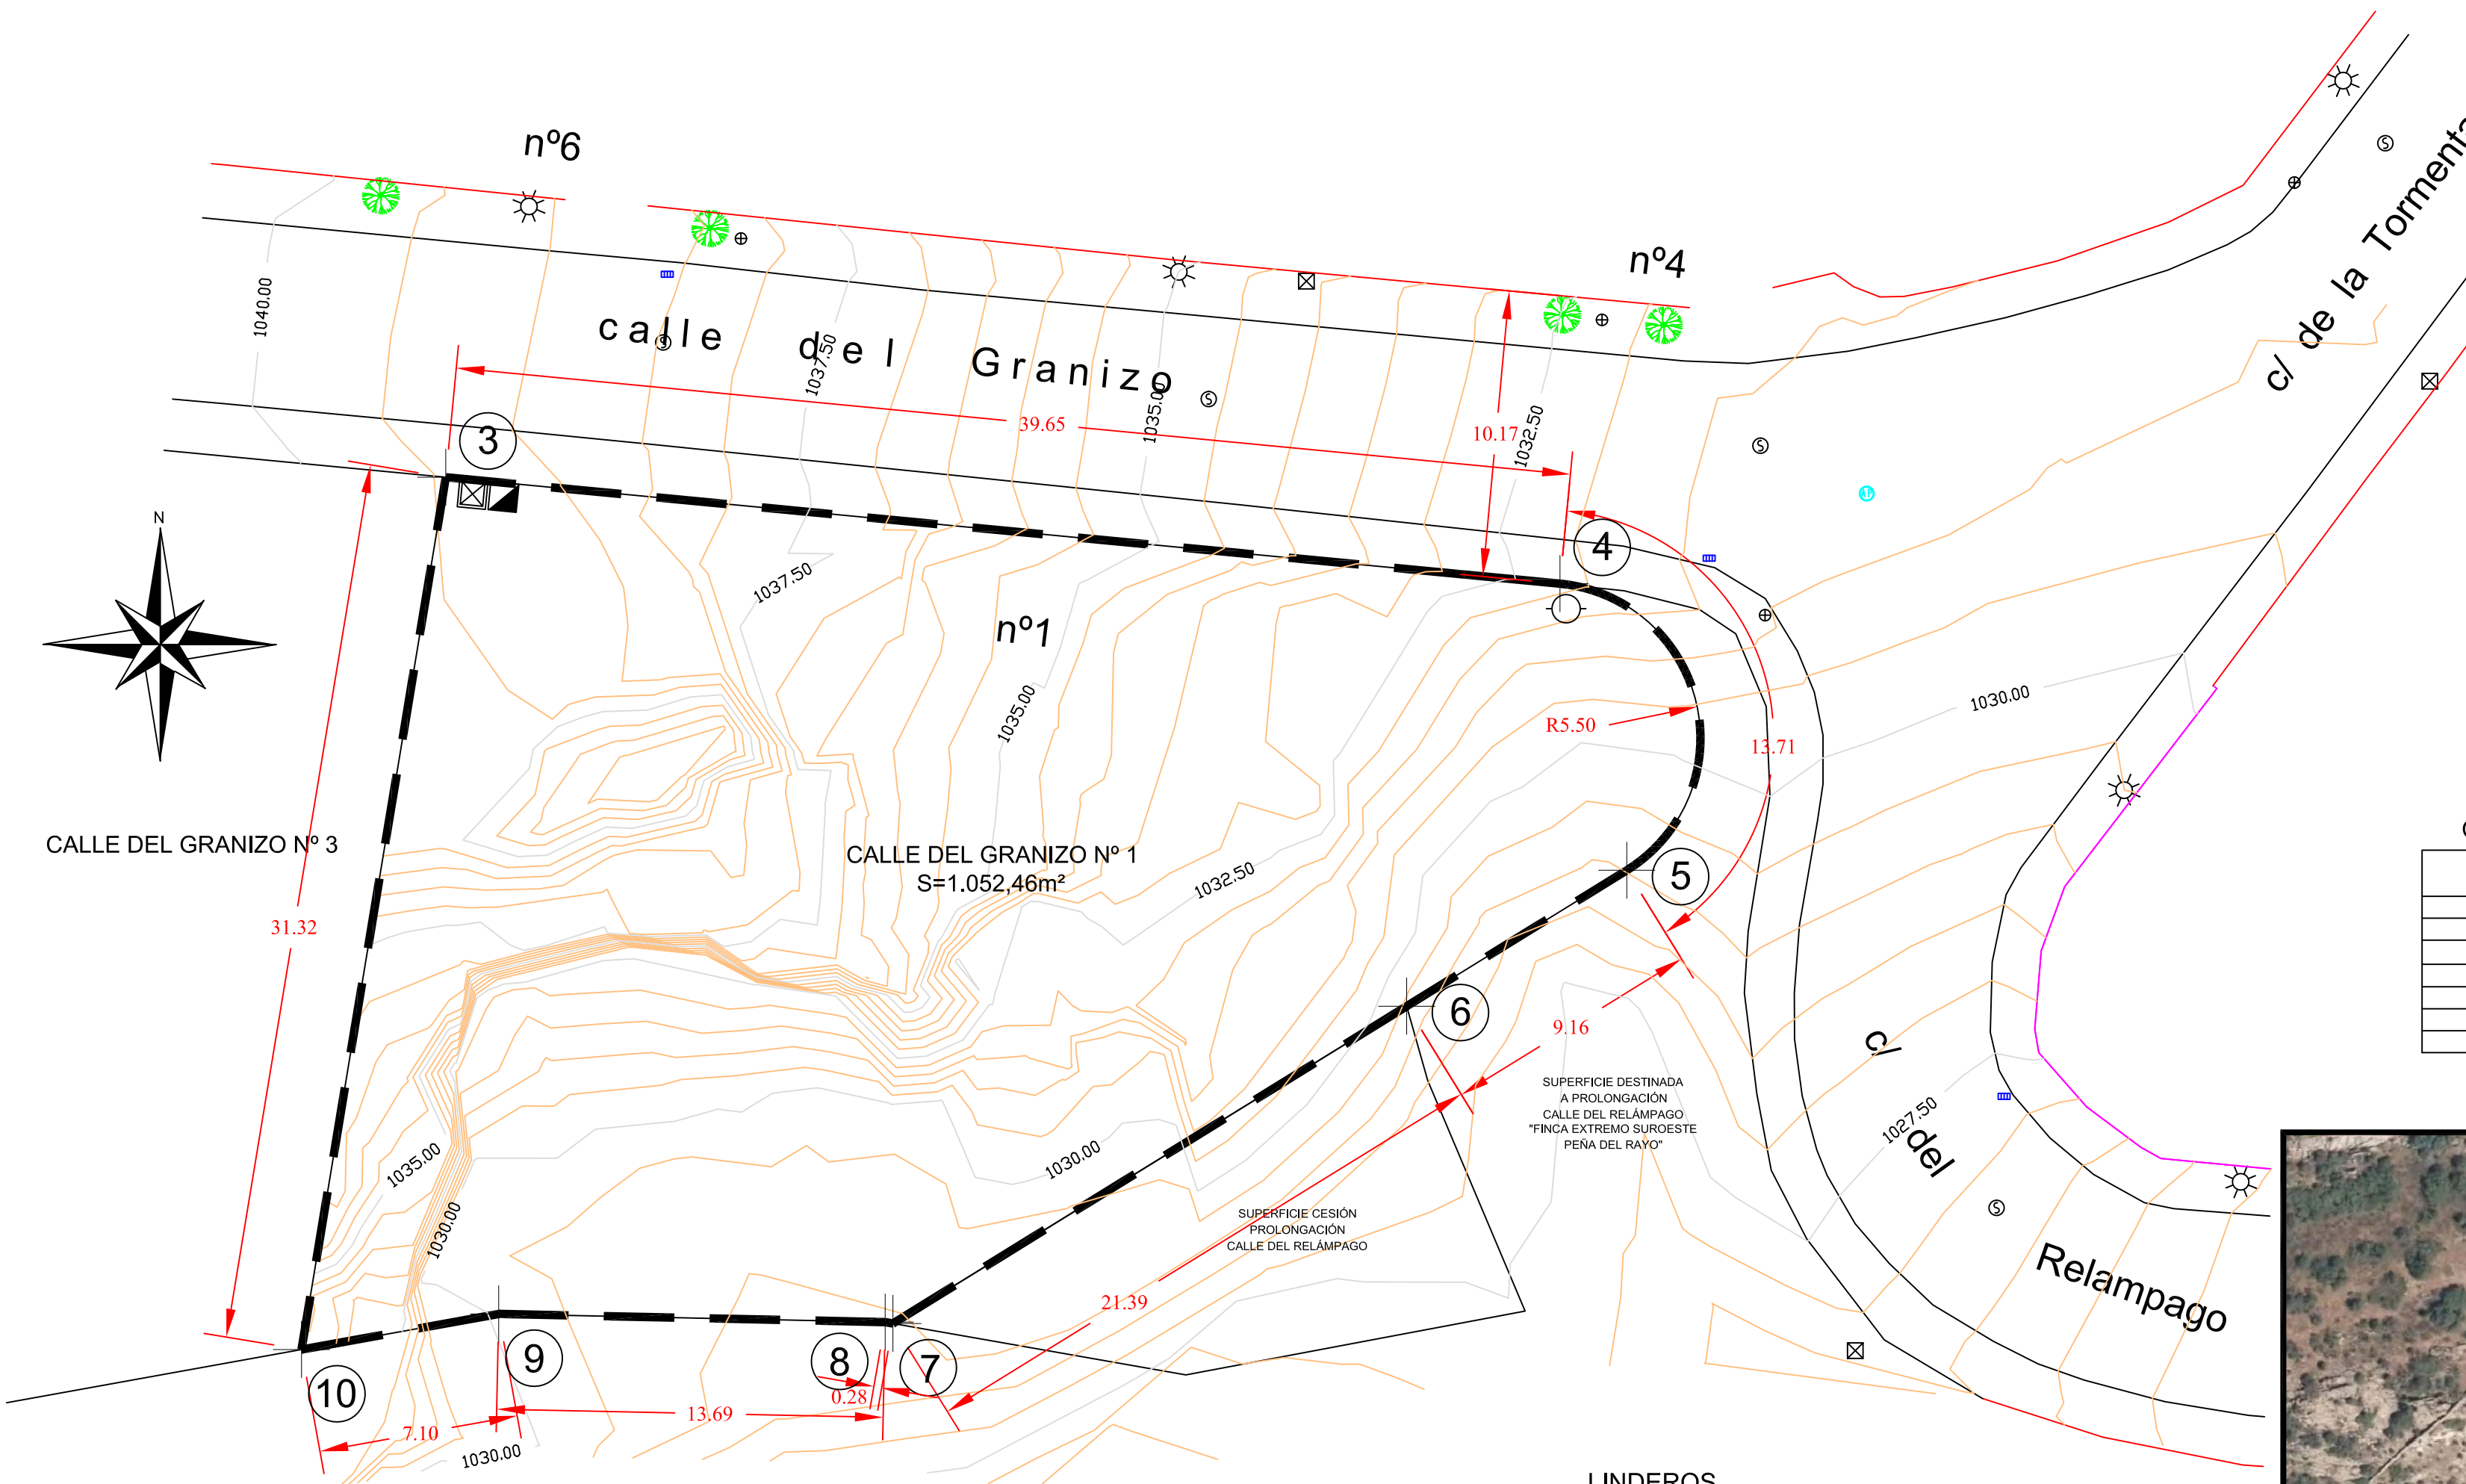 nº6
nº4
c/ de la Tormenta
calle del Granizo
1040.00
1037.50
1035.00
1032.50
39.65
10.17
3
4
N
1037.50
nº1
1035.00
R5.50
13.71
1030.00
CALLE DEL GRANIZO Nº 3
CALLE DEL GRANIZO Nº 1
S=1.052,46m²
1032.50
5
31.32
6
9.16
SUPERFICIE DESTINADA
A PROLONGACIÓN
CALLE DEL RELÁMPAGO
"FINCA EXTREMO SUROESTE
PEÑA DEL RAYO"
c/ del Relampago
1027.50
1035.00
1030.00
1030.00
SUPERFICIE CESIÓN
PROLONGACIÓN
CALLE DEL RELÁMPAGO
21.39
10
9
8
7
0.28
13.69
7.10
1030.00
S
S
S
S
S
LINDEROS